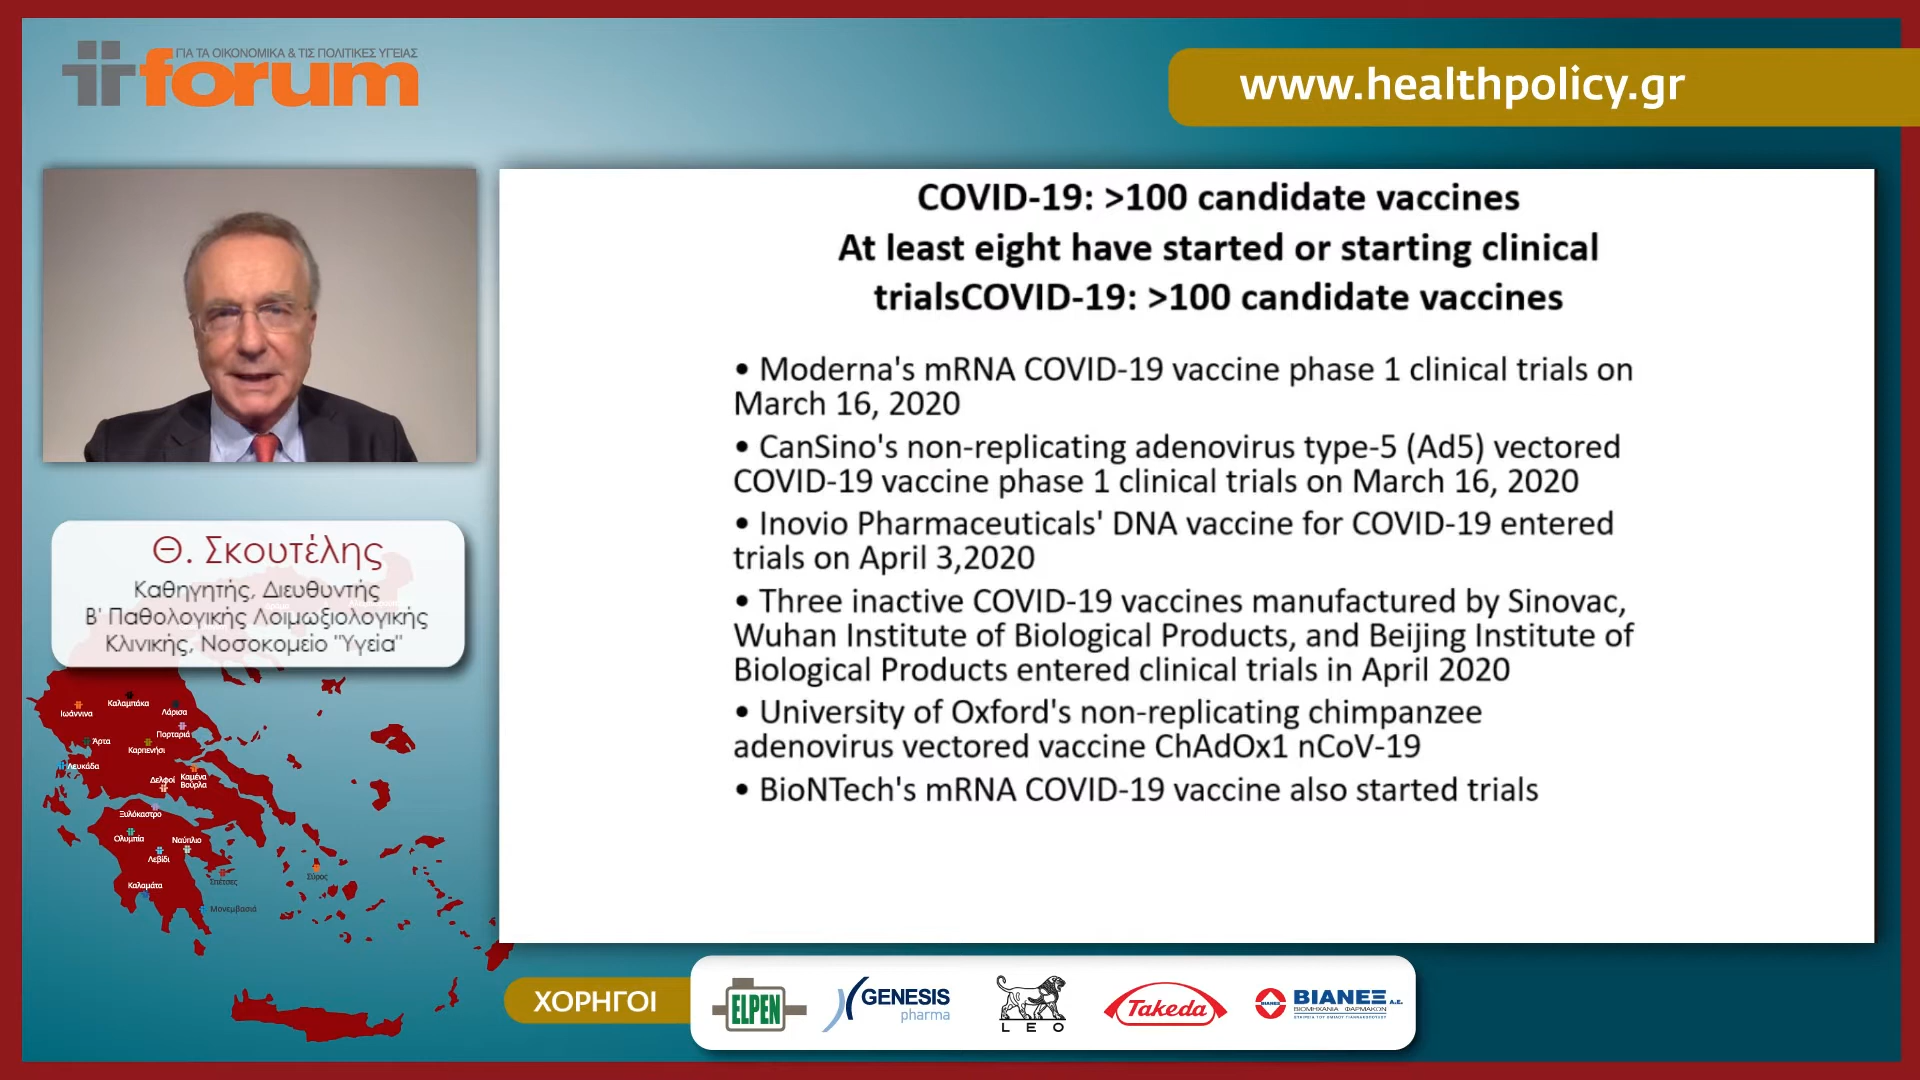 ΓΙΑ ΤΑ ΟΙΚΟΝΟΜΙΚΑ & ΤΙΣ ΠΟΛΙΤΙΚΕΣ ΥΓΕΙΑΣ
forum
www.healthpolicy.gr
COVID-19: >100 candidate vaccines
At least eight have started or starting clinical
trialsCOVID-19: >100 candidate vaccines
• Moderna's mRNA COVID-19 vaccine phase 1 clinical trials on
March 16, 2020
• CanSino's non-replicating adenovirus type-5 (Ad5) vectored
COVID-19 vaccine phase 1 clinical trials on March 16, 2020
• Inovio Pharmaceuticals' DNA vaccine for COVID-19 entered
trials on April 3,2020
• Three inactive COVID-19 vaccines manufactured by Sinovac,
Wuhan Institute of Biological Products, and Beijing Institute of
Biological Products entered clinical trials in April 2020
• University of Oxford's non-replicating chimpanzee
adenovirus vectored vaccine ChAdOx1 nCoV-19
• BioNTech's mRNA COVID-19 vaccine also started trials
Θ. Σκουτέλης
Καθηγητής, Διευθυντής
Β' Παθολογικής Λοιμωξιολογικής
Κλινικής, Νοσοκομείο "Υγεία"
Ιωάννινα
Καλαμπάκα
Λάρισα
Πορταριά
Άρτα
Καρπενήσι
Λευκάδα
Δελφοί
Καμένα
Βούρλα
Ξυλόκαστρο
Ολυμπία
Ναύπλιο
Λεβίδι
Σπέτσες
Σύρος
Καλαμάτα
Μονεμβασιά
ΧΟΡΗΓΟΙ
ELPEN
GENESIS
pharma
LEO
Takeda
ΒΙΑΝΕΞ Α.Ε.
ΒΙΟΜΗΧΑΝΙΑ ΦΑΡΜΑΚΩΝ